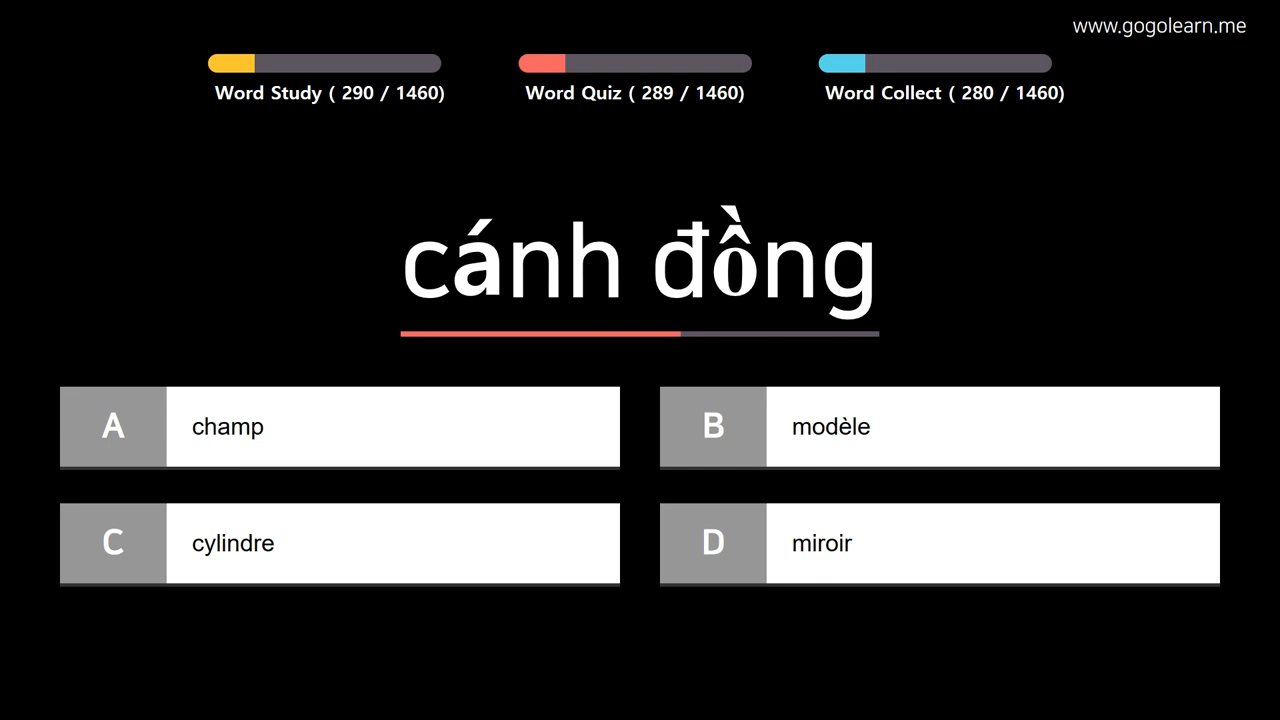 www.gogolearn.me
Word Study ( 290 / 1460)
Word Quiz ( 289 / 1460)
Word Collect ( 280 / 1460)
cánh đồng
A champ
B modèle
C cylindre
D miroir